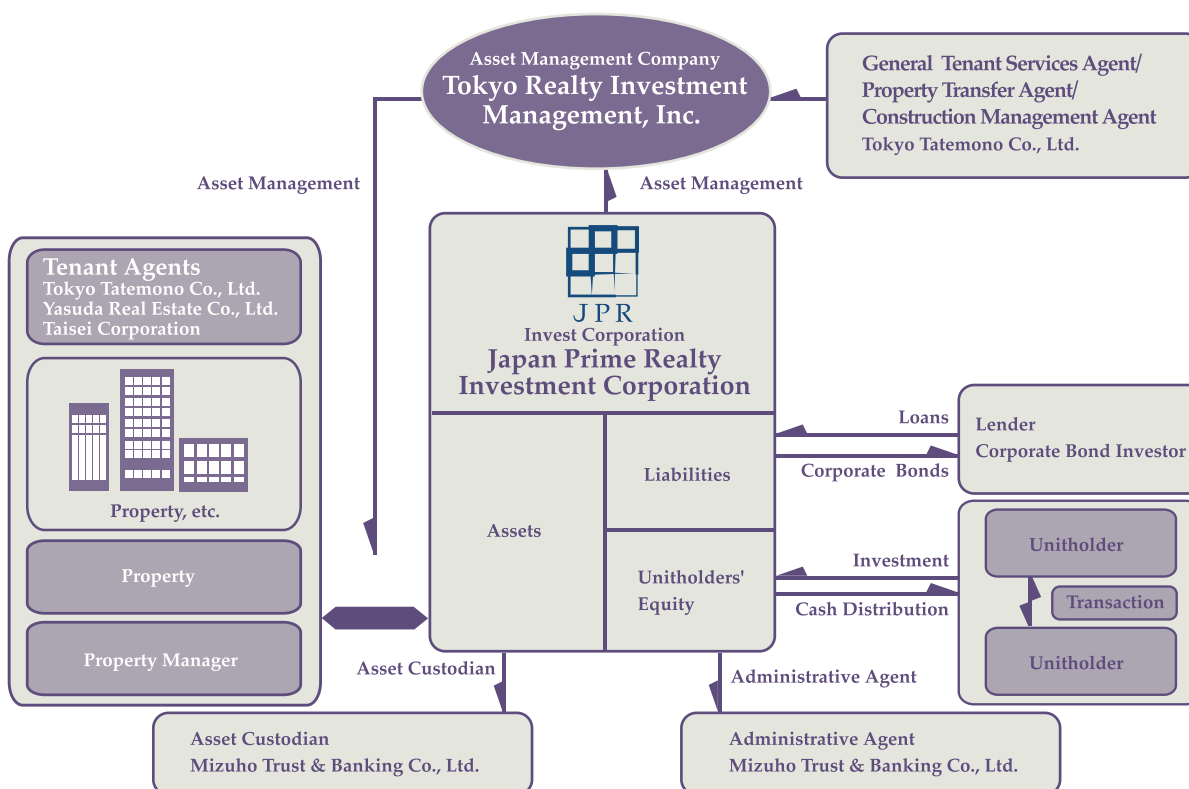 Asset Management Company
Tokyo Realty Investment
Management, Inc.
General Tenant Services Agent/
Property Transfer Agent/
Construction Management Agent
Tokyo Tatemono Co., Ltd.
Asset Management
Asset Management
Tenant Agents
Tokyo Tatemono Co., Ltd.
Yasuda Real Estate Co., Ltd.
Taisei Corporation
Property, etc.
Property
Property Manager
JPR
Invest Corporation
Japan Prime Realty
Investment Corporation
Assets
Liabilities
Unitholders'
Equity
Loans
Corporate Bonds
Lender
Corporate Bond Investor
Investment
Cash Distribution
Unitholder
Transaction
Unitholder
Asset Custodian
Administrative Agent
Asset Custodian
Mizuho Trust & Banking Co., Ltd.
Administrative Agent
Mizuho Trust & Banking Co., Ltd.